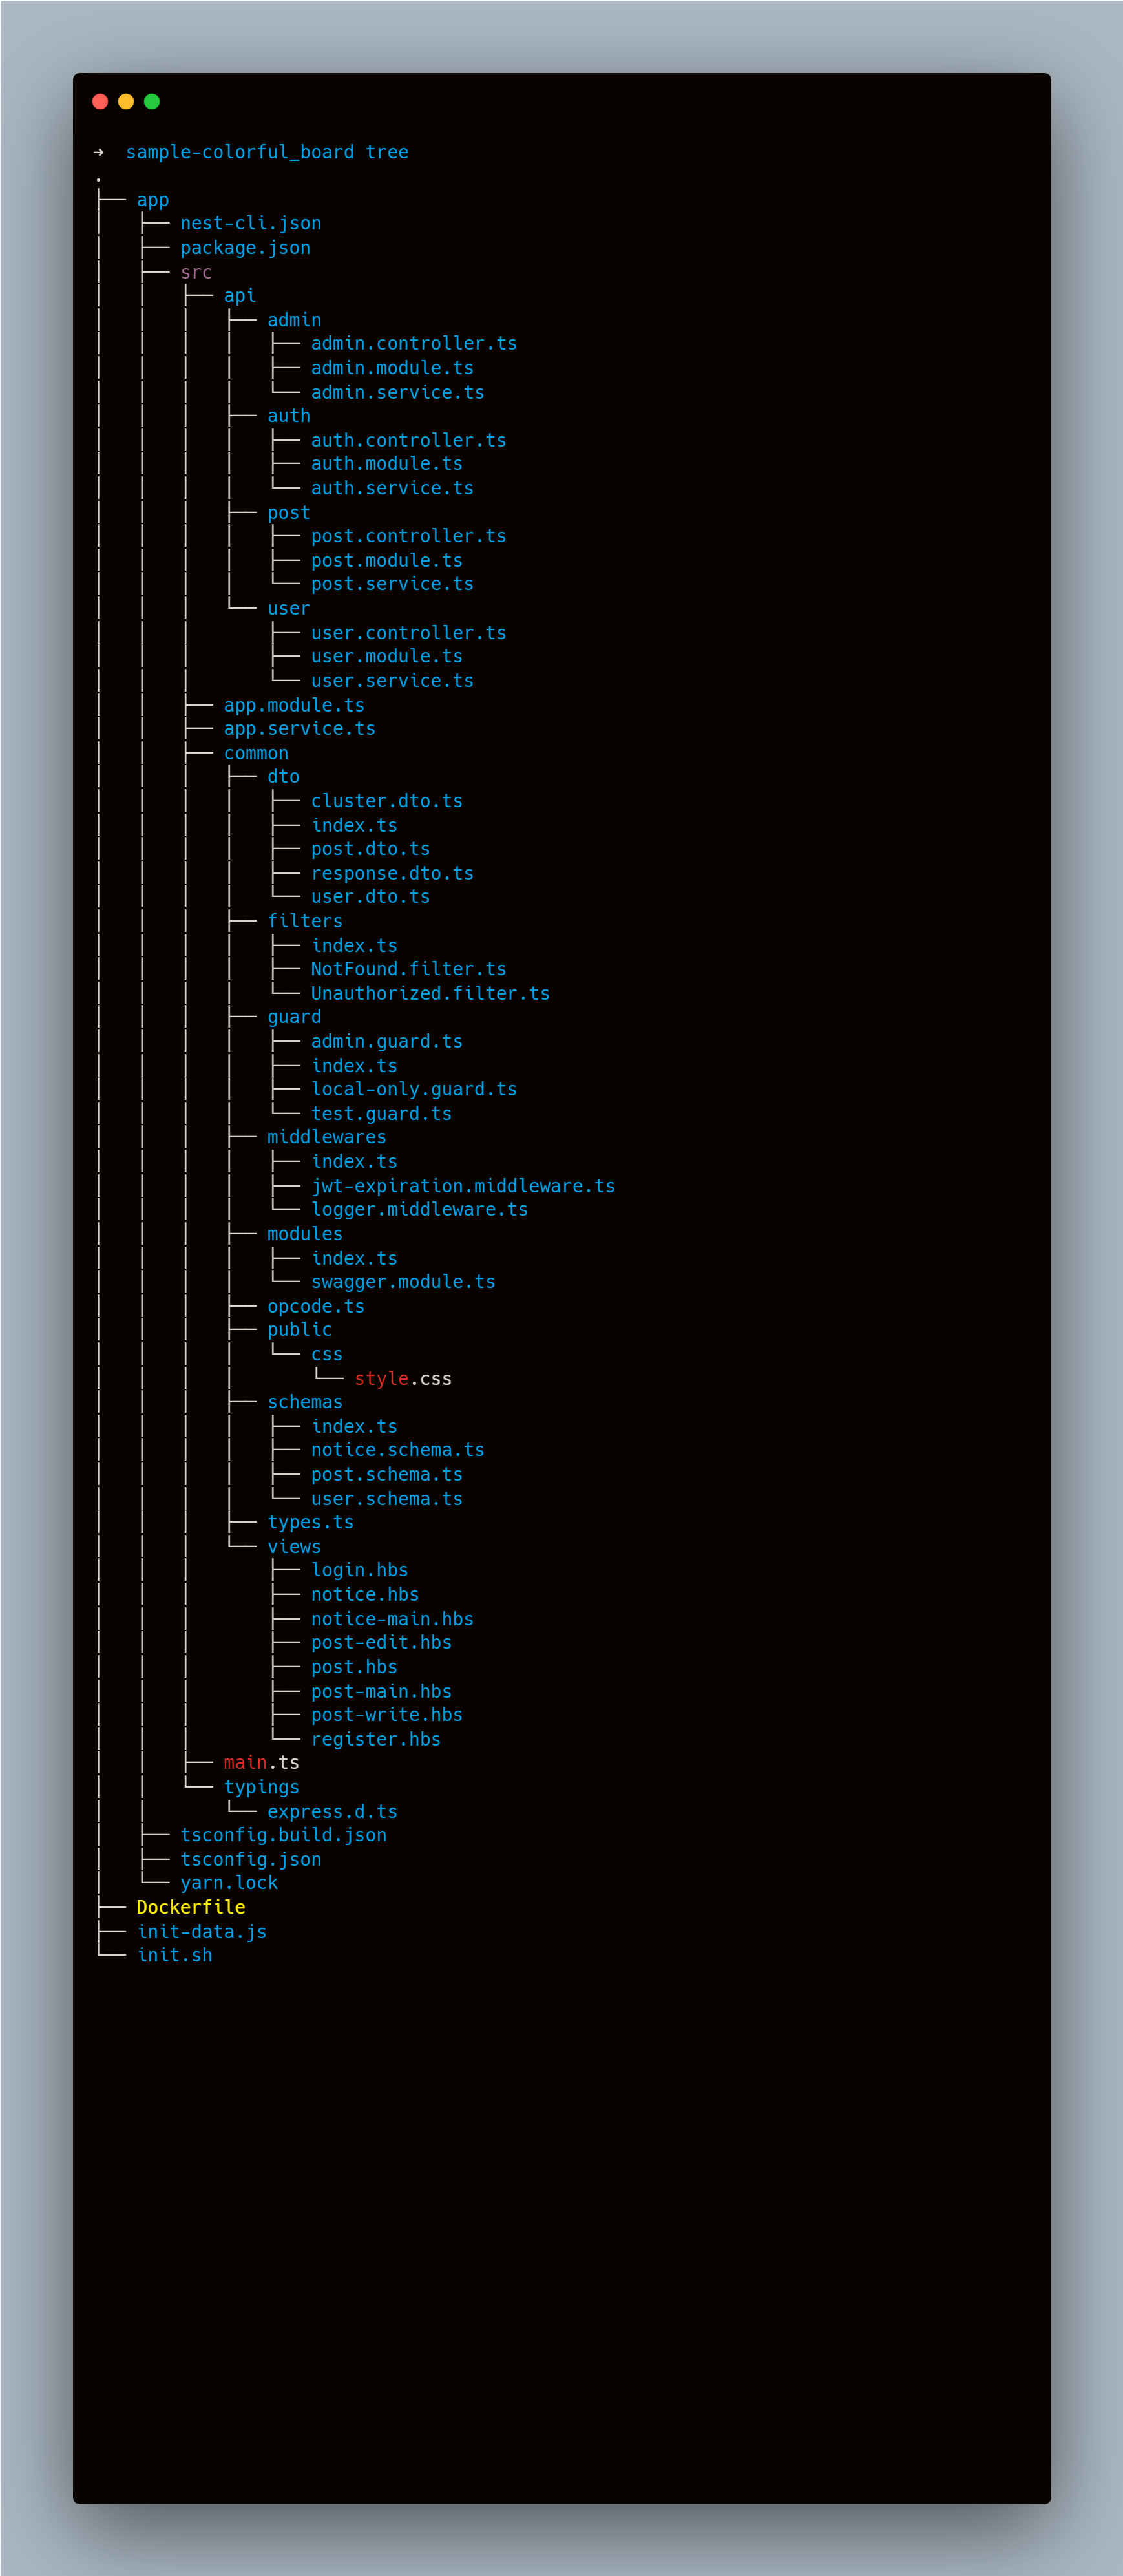 ➜  sample-colorful_board tree
.
├── app
│   ├── nest-cli.json
│   ├── package.json
│   ├── src
│   │   ├── api
│   │   │   ├── admin
│   │   │   │   ├── admin.controller.ts
│   │   │   │   ├── admin.module.ts
│   │   │   │   └── admin.service.ts
│   │   │   ├── auth
│   │   │   │   ├── auth.controller.ts
│   │   │   │   ├── auth.module.ts
│   │   │   │   └── auth.service.ts
│   │   │   ├── post
│   │   │   │   ├── post.controller.ts
│   │   │   │   ├── post.module.ts
│   │   │   │   └── post.service.ts
│   │   │   └── user
│   │   │       ├── user.controller.ts
│   │   │       ├── user.module.ts
│   │   │       └── user.service.ts
│   │   ├── app.module.ts
│   │   ├── app.service.ts
│   │   ├── common
│   │   │   ├── dto
│   │   │   │   ├── cluster.dto.ts
│   │   │   │   ├── index.ts
│   │   │   │   ├── post.dto.ts
│   │   │   │   ├── response.dto.ts
│   │   │   │   └── user.dto.ts
│   │   │   ├── filters
│   │   │   │   ├── index.ts
│   │   │   │   ├── NotFound.filter.ts
│   │   │   │   └── Unauthorized.filter.ts
│   │   │   ├── guard
│   │   │   │   ├── admin.guard.ts
│   │   │   │   ├── index.ts
│   │   │   │   ├── local-only.guard.ts
│   │   │   │   └── test.guard.ts
│   │   │   ├── middlewares
│   │   │   │   ├── index.ts
│   │   │   │   ├── jwt-expiration.middleware.ts
│   │   │   │   └── logger.middleware.ts
│   │   │   ├── modules
│   │   │   │   ├── index.ts
│   │   │   │   └── swagger.module.ts
│   │   │   ├── opcode.ts
│   │   │   ├── public
│   │   │   │   └── css
│   │   │   │       └── style.css
│   │   │   ├── schemas
│   │   │   │   ├── index.ts
│   │   │   │   ├── notice.schema.ts
│   │   │   │   ├── post.schema.ts
│   │   │   │   └── user.schema.ts
│   │   │   ├── types.ts
│   │   │   └── views
│   │   │       ├── login.hbs
│   │   │       ├── notice.hbs
│   │   │       ├── notice-main.hbs
│   │   │       ├── post-edit.hbs
│   │   │       ├── post.hbs
│   │   │       ├── post-main.hbs
│   │   │       ├── post-write.hbs
│   │   │       └── register.hbs
│   │   ├── main.ts
│   │   └── typings
│   │       └── express.d.ts
│   ├── tsconfig.build.json
│   ├── tsconfig.json
│   └── yarn.lock
├── Dockerfile
├── init-data.js
└── init.sh